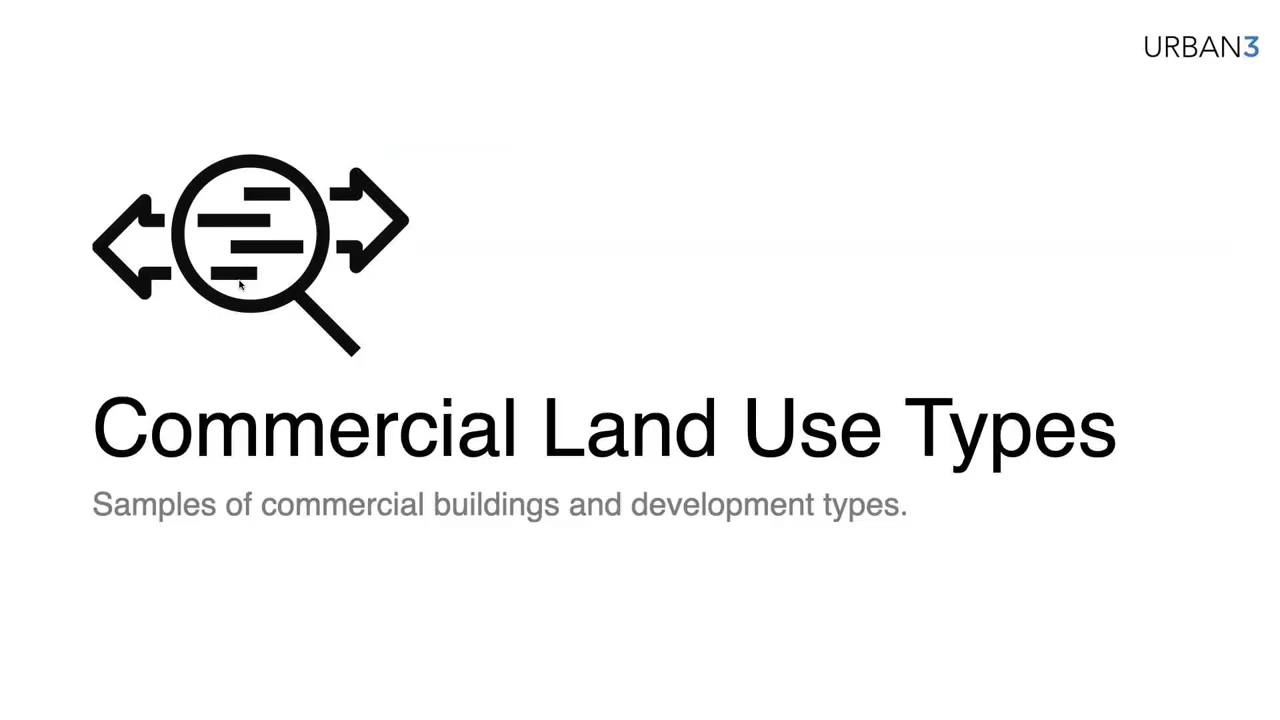 URBAN3
Commercial Land Use Types
Samples of commercial buildings and development types.